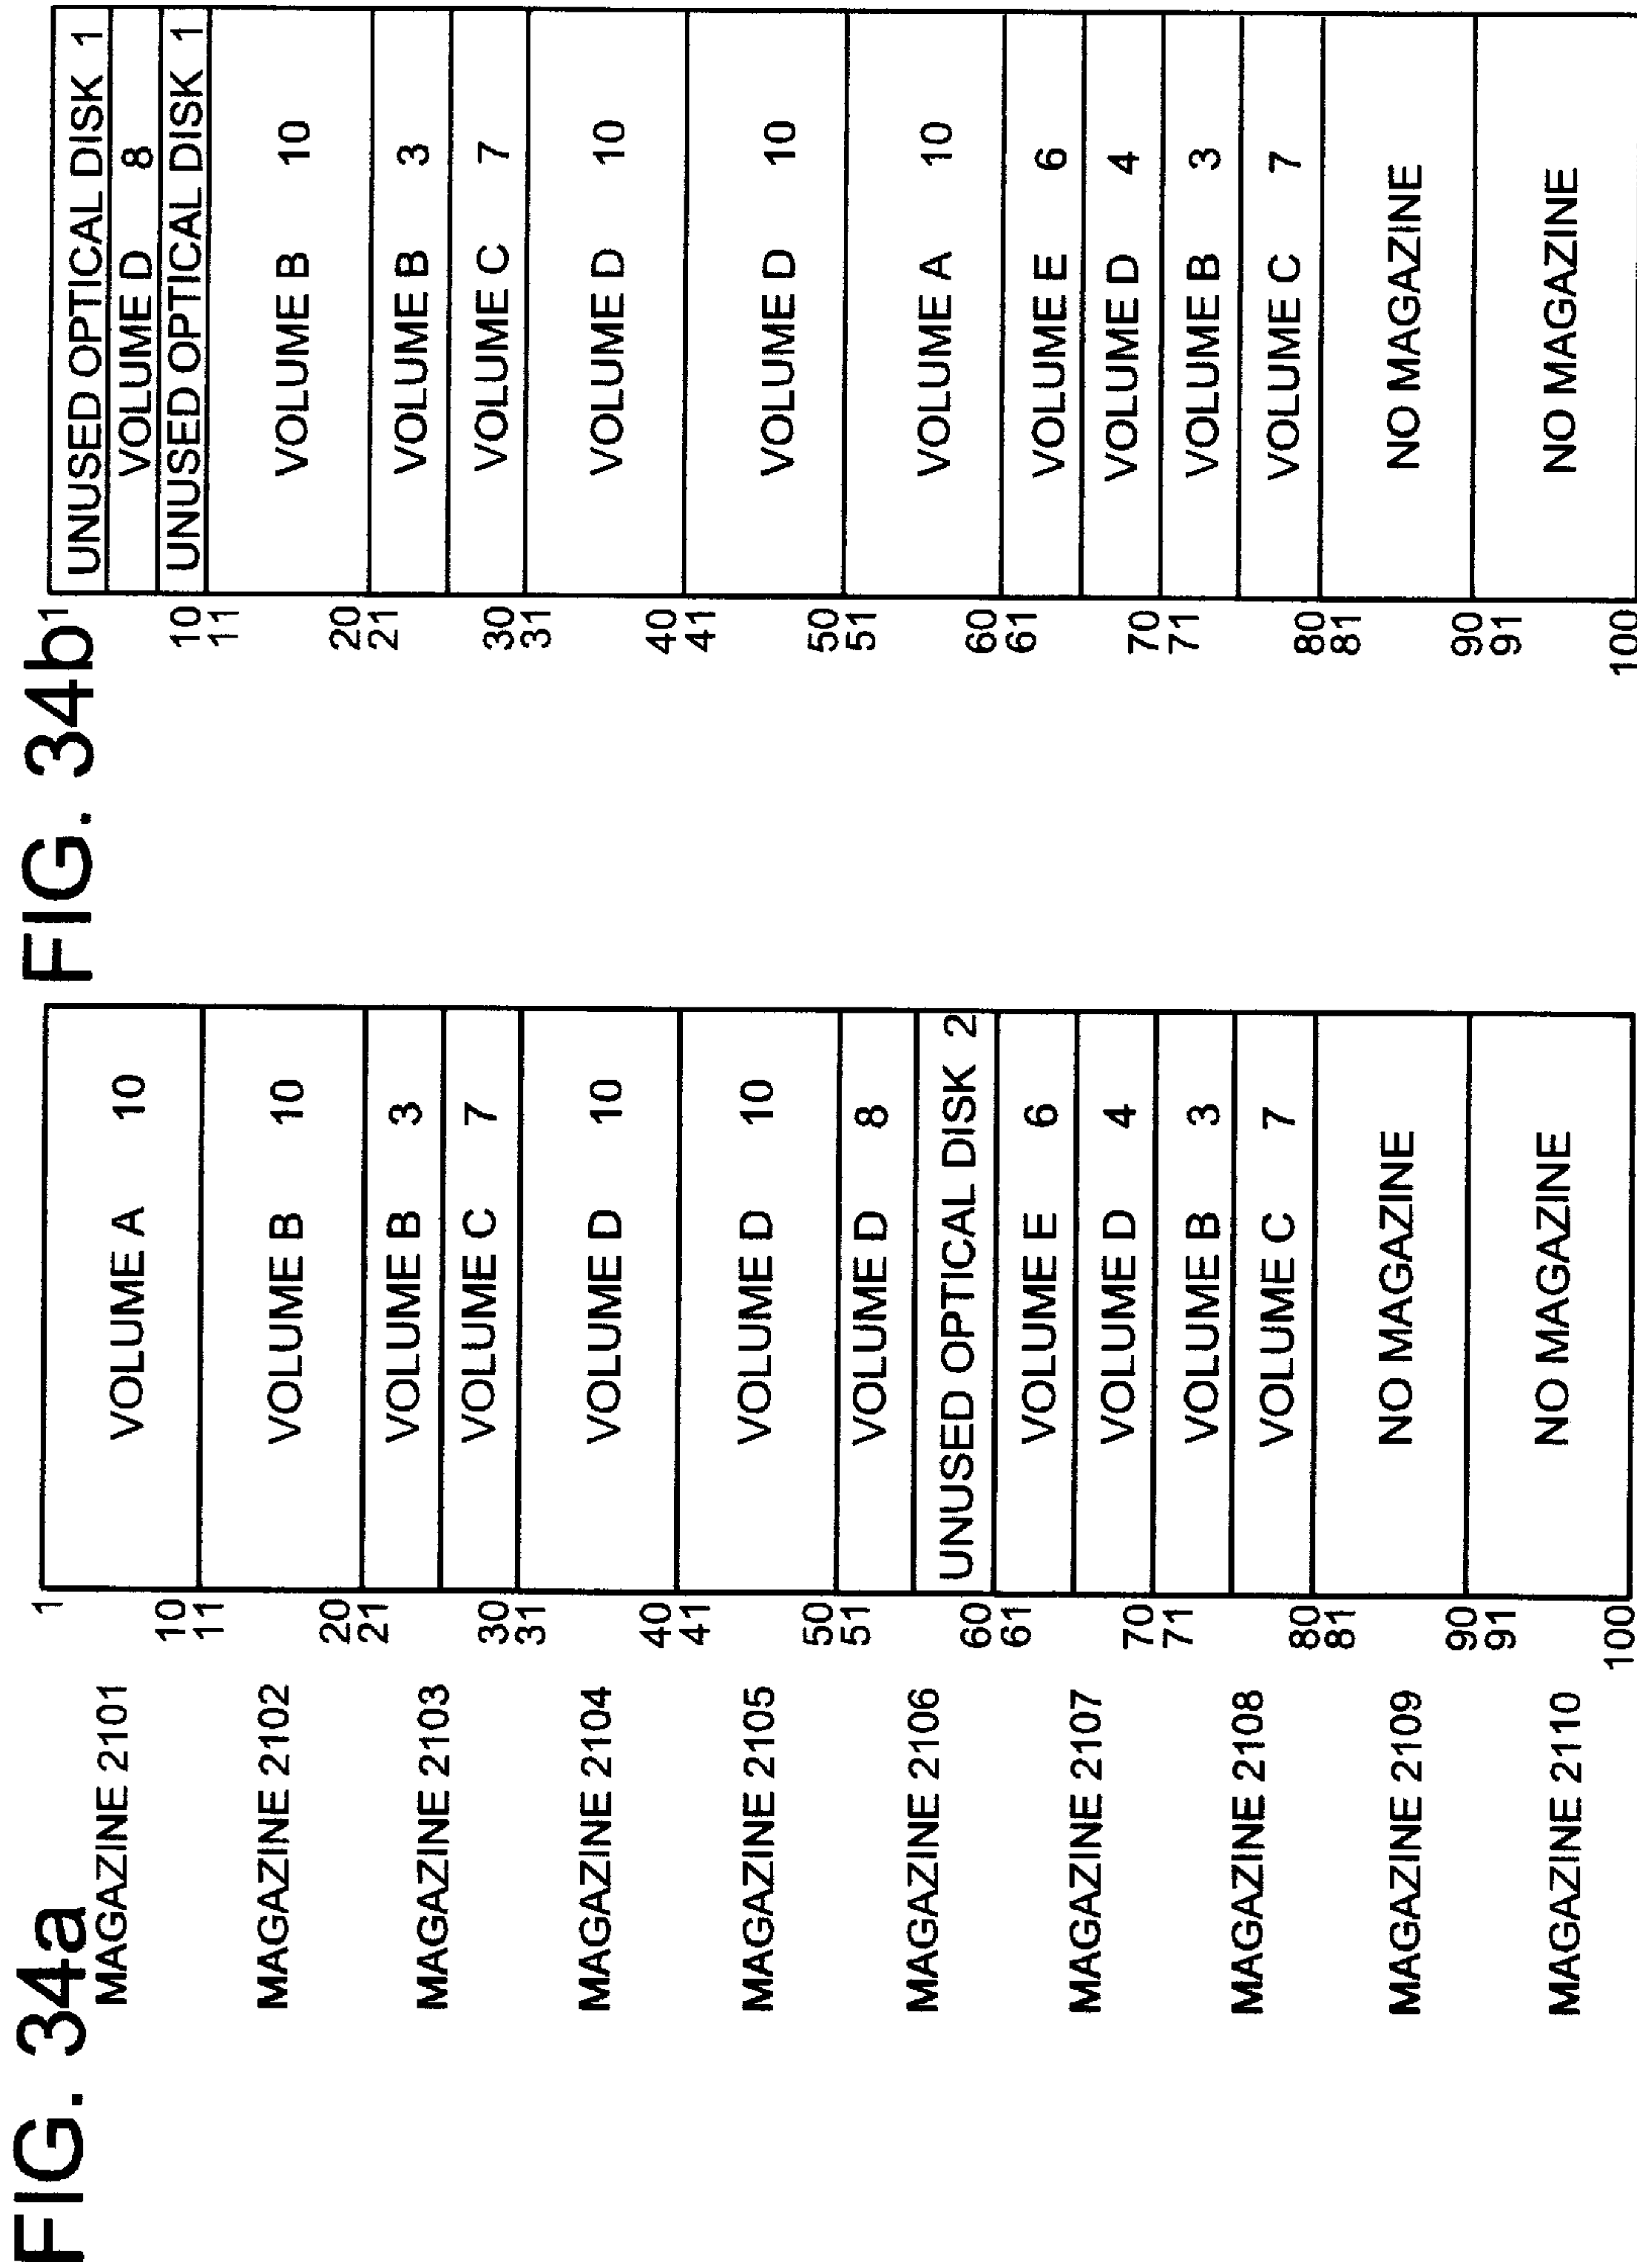 FIG. 34a
MAGAZINE 2101
MAGAZINE 2102
MAGAZINE 2103
MAGAZINE 2104
MAGAZINE 2105
MAGAZINE 2106
MAGAZINE 2107
MAGAZINE 2108
MAGAZINE 2109
MAGAZINE 2110
1
10
11
20
21
30
31
40
41
50
51
60
61
70
71
80
81
90
91
100
VOLUME A 10
VOLUME B 10
VOLUME B 3
VOLUME C 7
VOLUME D 10
VOLUME D 10
VOLUME D 8
UNUSED OPTICAL DISK 2
VOLUME E 6
VOLUME D 4
VOLUME B 3
VOLUME C 7
NO MAGAZINE
NO MAGAZINE
FIG. 34b
1
10
11
20
21
30
31
40
41
50
51
60
61
70
71
80
81
90
91
100
UNUSED OPTICAL DISK 1
VOLUME D 8
UNUSED OPTICAL DISK 1
VOLUME B 10
VOLUME B 3
VOLUME C 7
VOLUME D 10
VOLUME D 10
VOLUME A 10
VOLUME E 6
VOLUME D 4
VOLUME B 3
VOLUME C 7
NO MAGAZINE
NO MAGAZINE